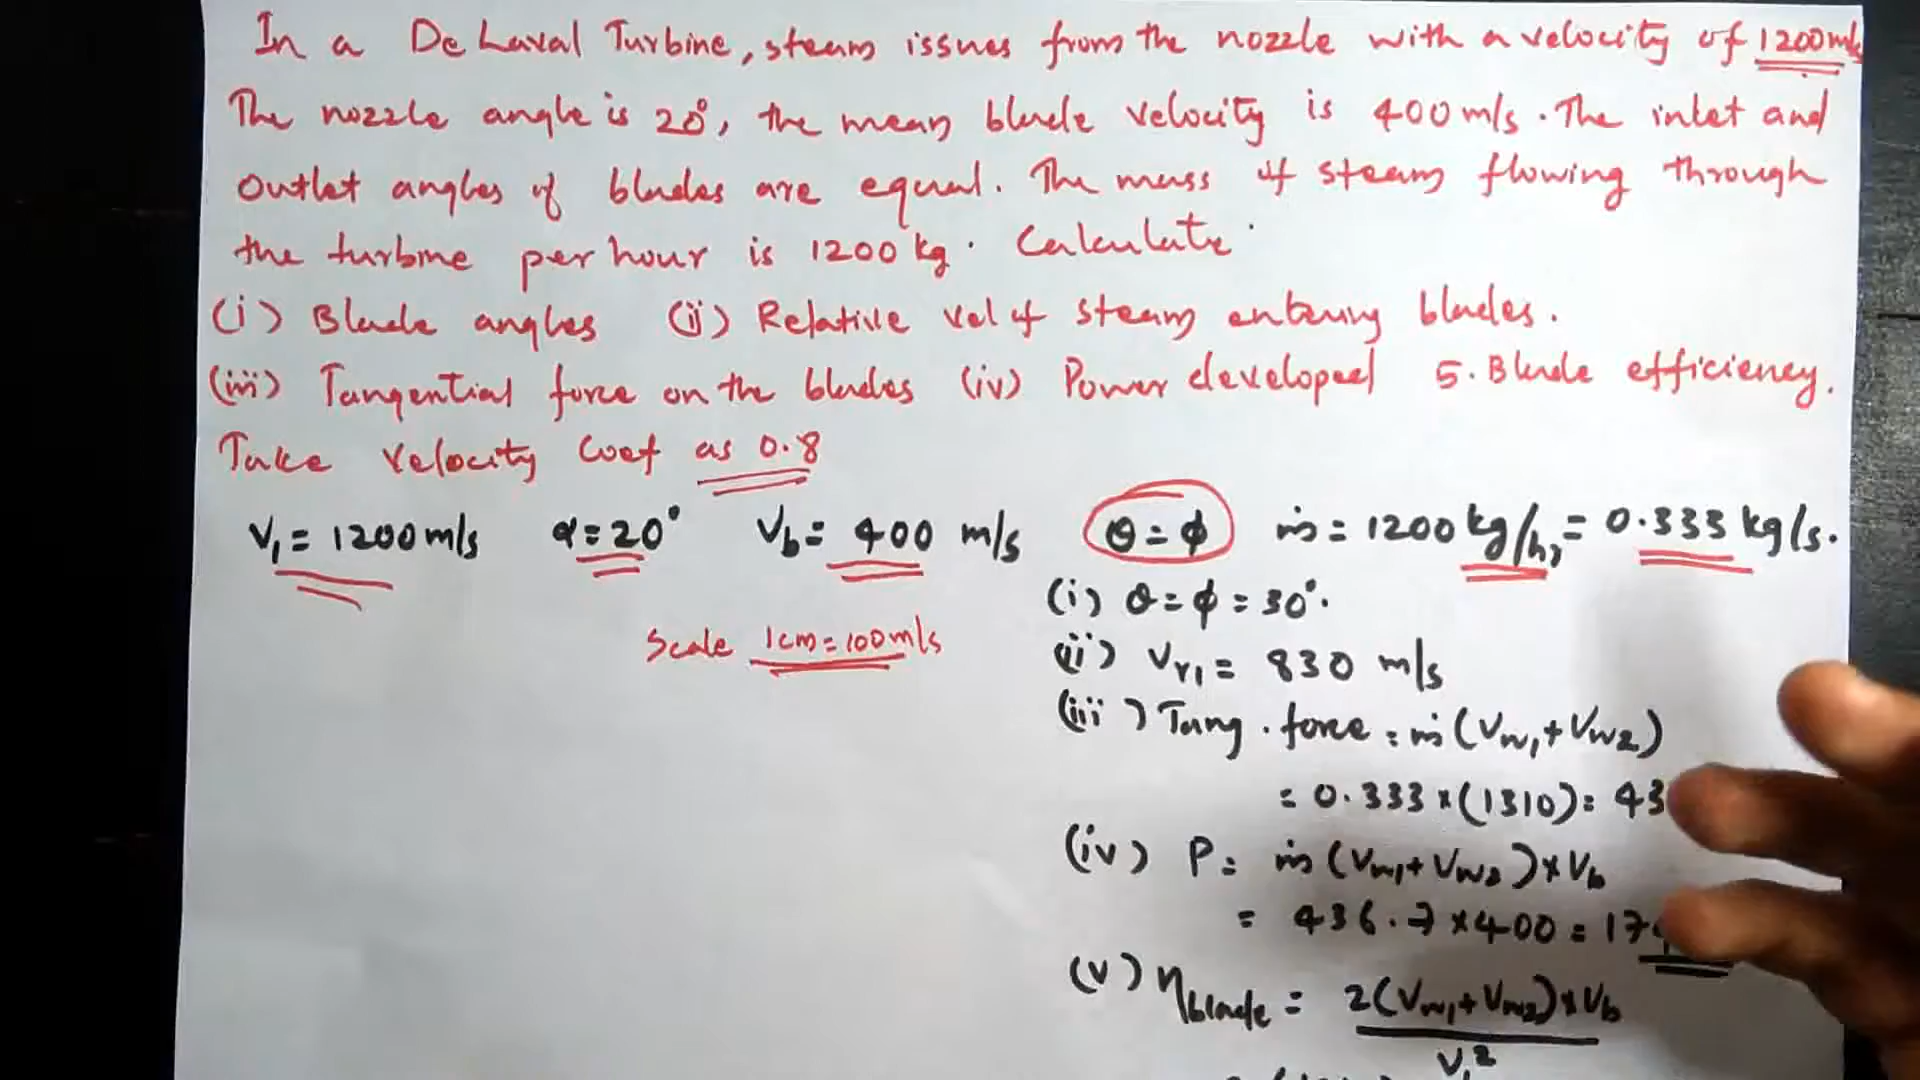 In a De Laval Turbine, steam issues from the nozzle with a velocity of 1200m/s
The nozzle angle is 20°, the mean blade velocity is 400 m/s. The inlet and
outlet angles of blades are equal. The mass of steam flowing through
the turbine per hour is 1200 kg. Calculate
(i) Blade angles (ii) Relative vel of steam entering blades.
(iii) Tangential force on the blades (iv) Power developed 5. Blade efficiency.
Take velocity Coef as 0.8
V₁ = 1200 m/s α = 20° Vb = 400 m/s θ = φ ṁ = 1200 kg/hr = 0.333 kg/s.
(i) θ = φ = 30°.
Scale 1cm = 100m/s
(ii) Vr₁ = 830 m/s
(iii) Tang. force = ṁ (Vw₁ + Vw2)
= 0.333 × (1310) = 43
(iv) P = ṁ (Vw₁ + Vw2) × Vb
= 436.7 × 400 = 17
(v) ηblade = 2(Vw₁ + Vw2) × Vb
V₁²